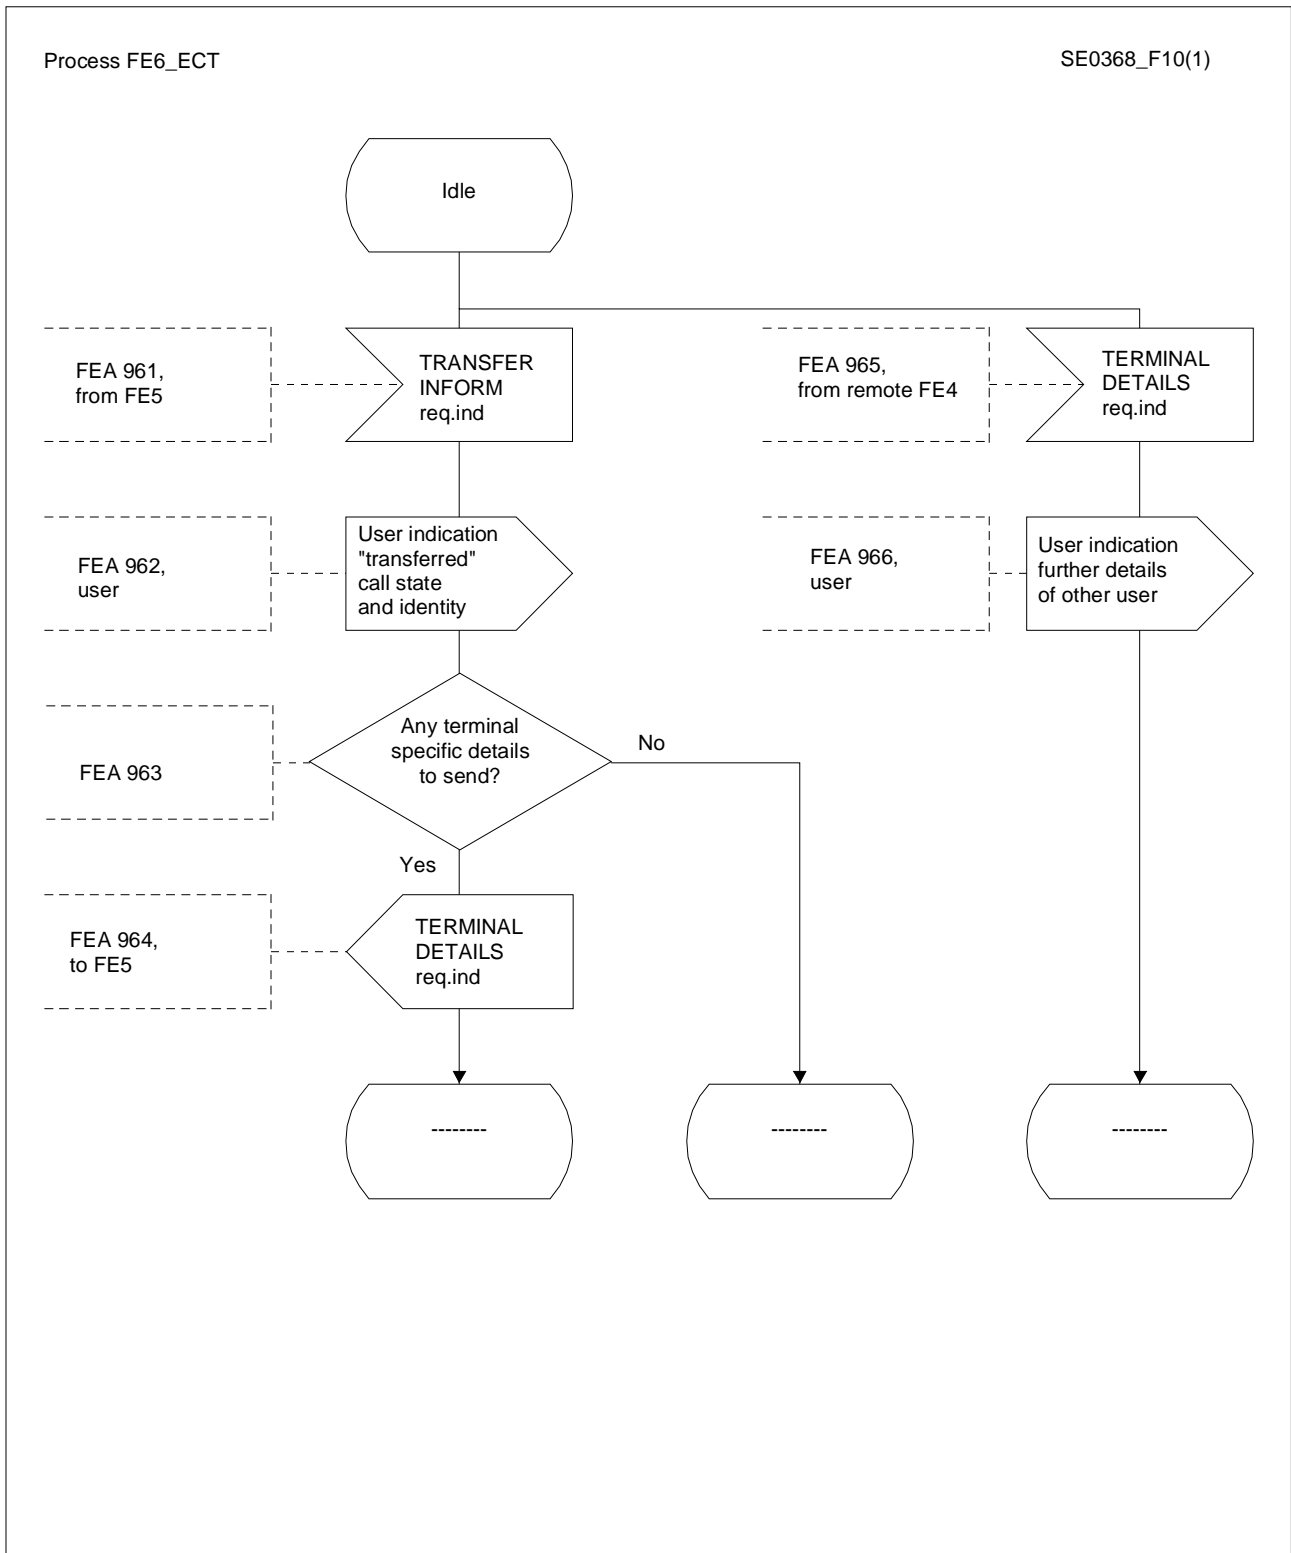 Process FE6_ECT
SE0368_F10(1)
Idle
FEA 961,
from FE5
TRANSFER
INFORM
req.ind
FEA 965,
from remote FE4
TERMINAL
DETAILS
req.ind
FEA 962,
user
User indication
"transferred"
call state
and identity
FEA 966,
user
User indication
further details
of other user
FEA 963
Any terminal
specific details
to send?
No
Yes
FEA 964,
to FE5
TERMINAL
DETAILS
req.ind
--------
--------
--------